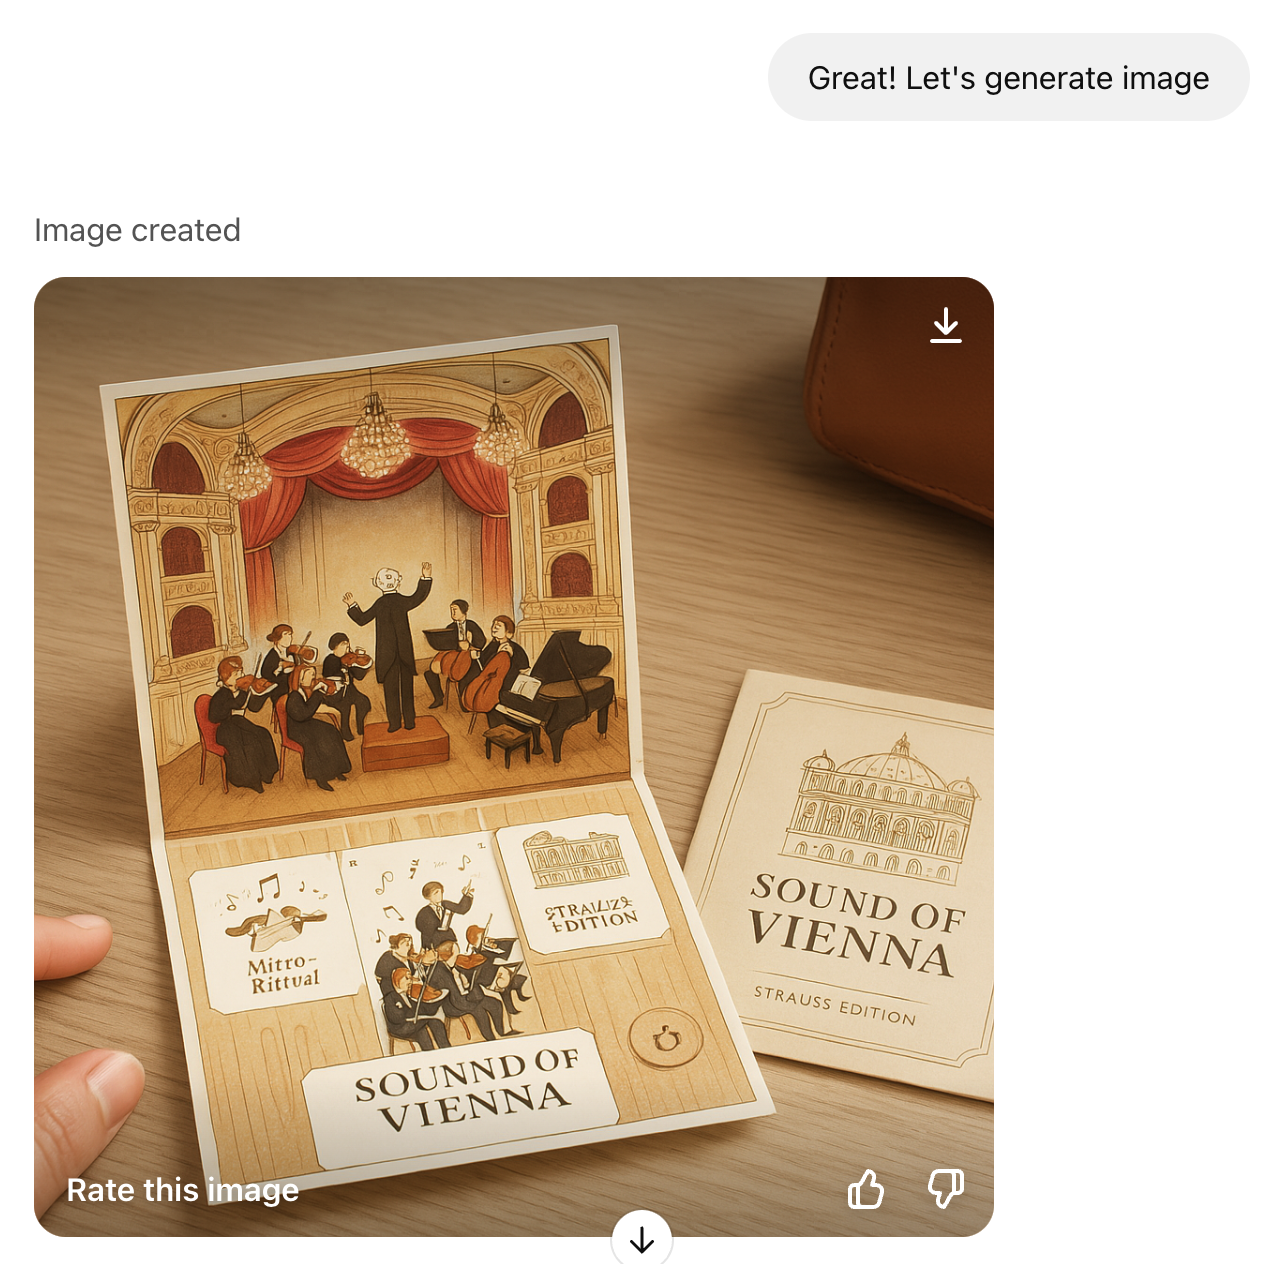 Great! Let's generate image
Image created
Mitro-
Rittual
EDITION
SOUNND OF
VIENNA
SOUND OF
VIENNA
STRAUSS EDITION
Rate this image